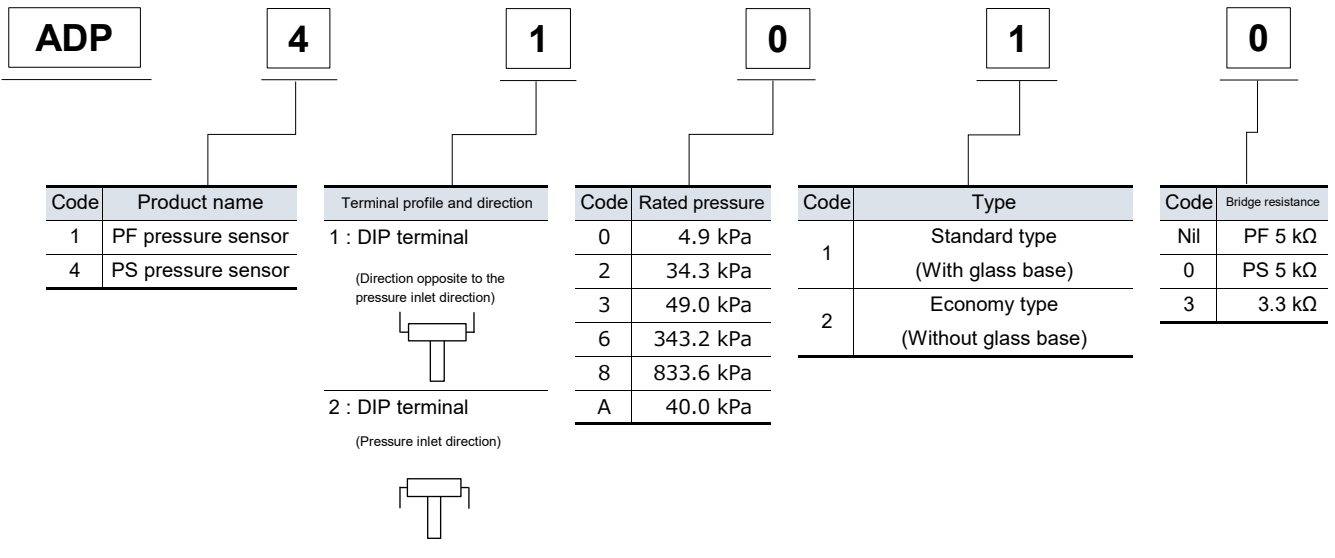 ADP 4 1 0 1 0
Code Product name
1 PF pressure sensor
4 PS pressure sensor
Terminal profile and direction
1 : DIP terminal
(Direction opposite to the
pressure inlet direction)
2 : DIP terminal
(Pressure inlet direction)
Code Rated pressure
0 4.9 kPa
2 34.3 kPa
3 49.0 kPa
6 343.2 kPa
8 833.6 kPa
A 40.0 kPa
Code Type
1 Standard type
(With glass base)
2 Economy type
(Without glass base)
Code Bridge resistance
Nil PF 5 kΩ
0 PS 5 kΩ
3 3.3 kΩ